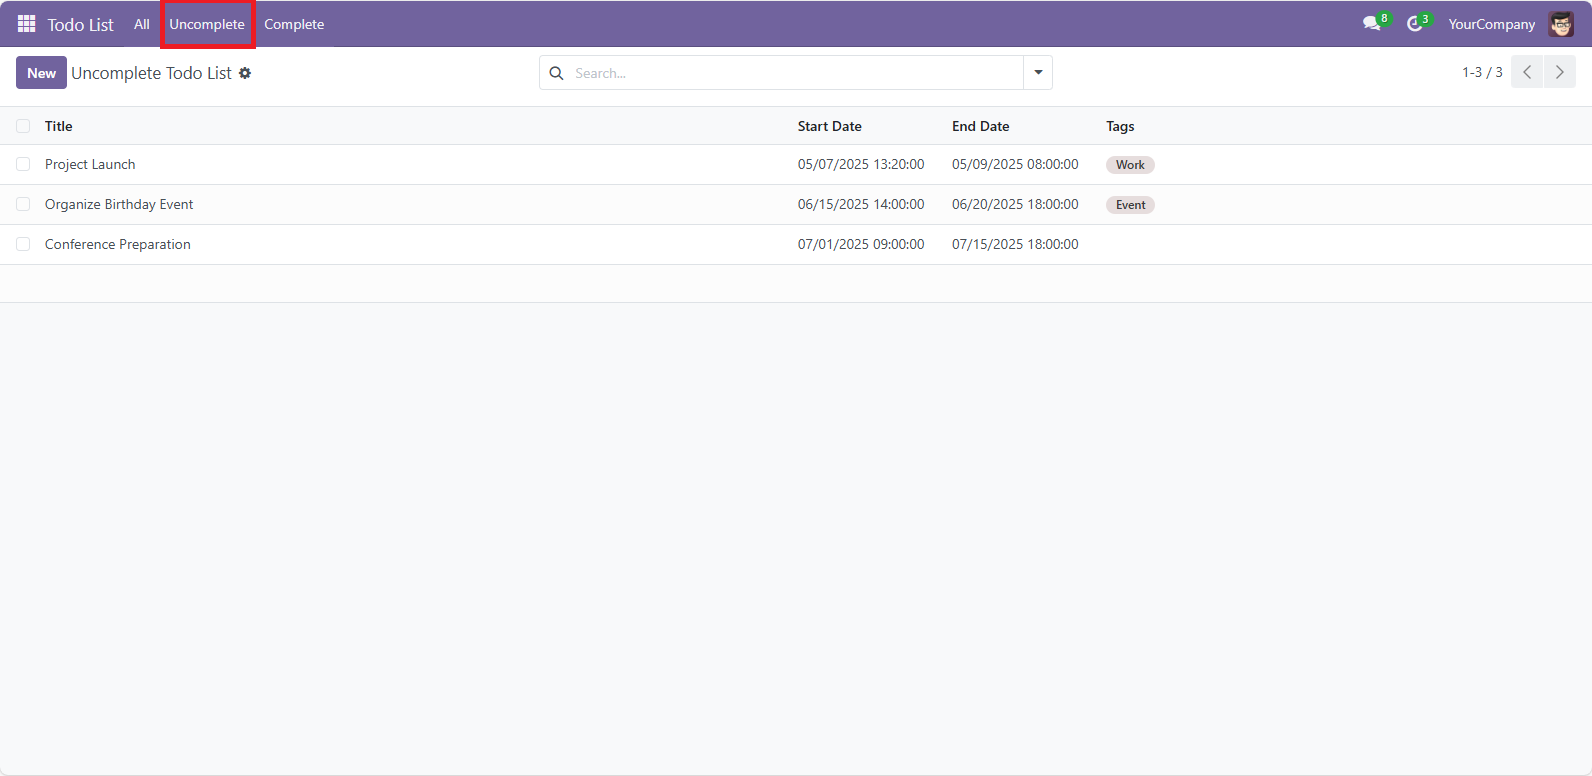 Todo List All Uncomplete Complete 8 3 YourCompany
New Uncomplete Todo List Search... 1-3 / 3
Title Start Date End Date Tags
Project Launch 05/07/2025 13:20:00 05/09/2025 08:00:00 Work
Organize Birthday Event 06/15/2025 14:00:00 06/20/2025 18:00:00 Event
Conference Preparation 07/01/2025 09:00:00 07/15/2025 18:00:00